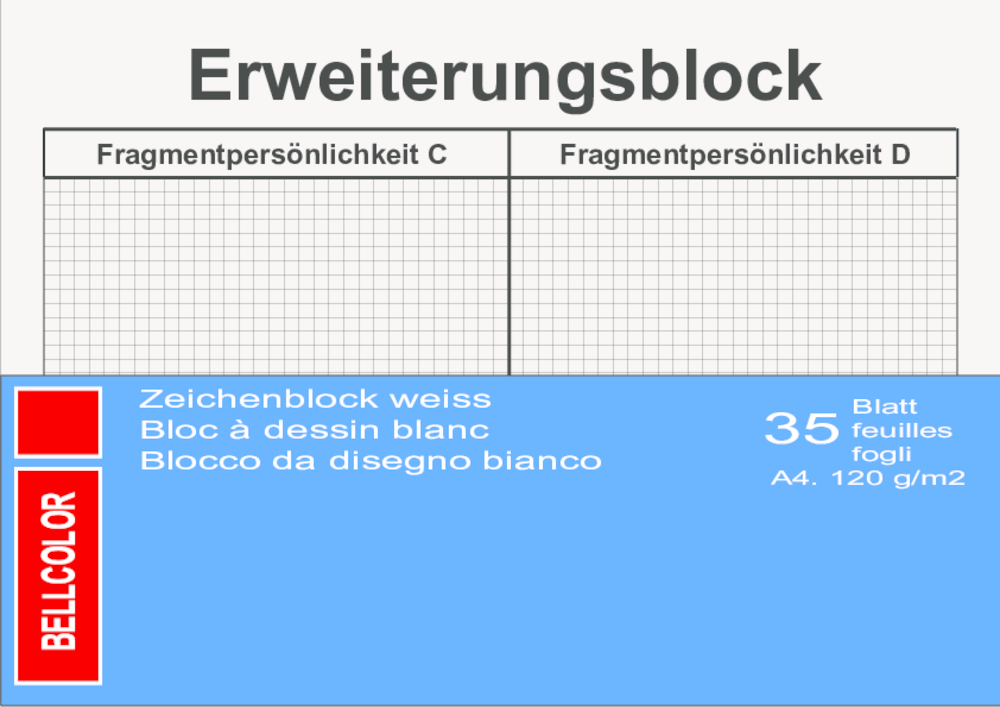 Erweiterungsblock
Fragmentpersönlichkeit C
Fragmentpersönlichkeit D
Zeichenblock weiss
Bloc à dessin blanc
Blocco da disegno bianco
35
Blatt
feuilles
fogli
A4. 120 g/m2
BELLCOLOR